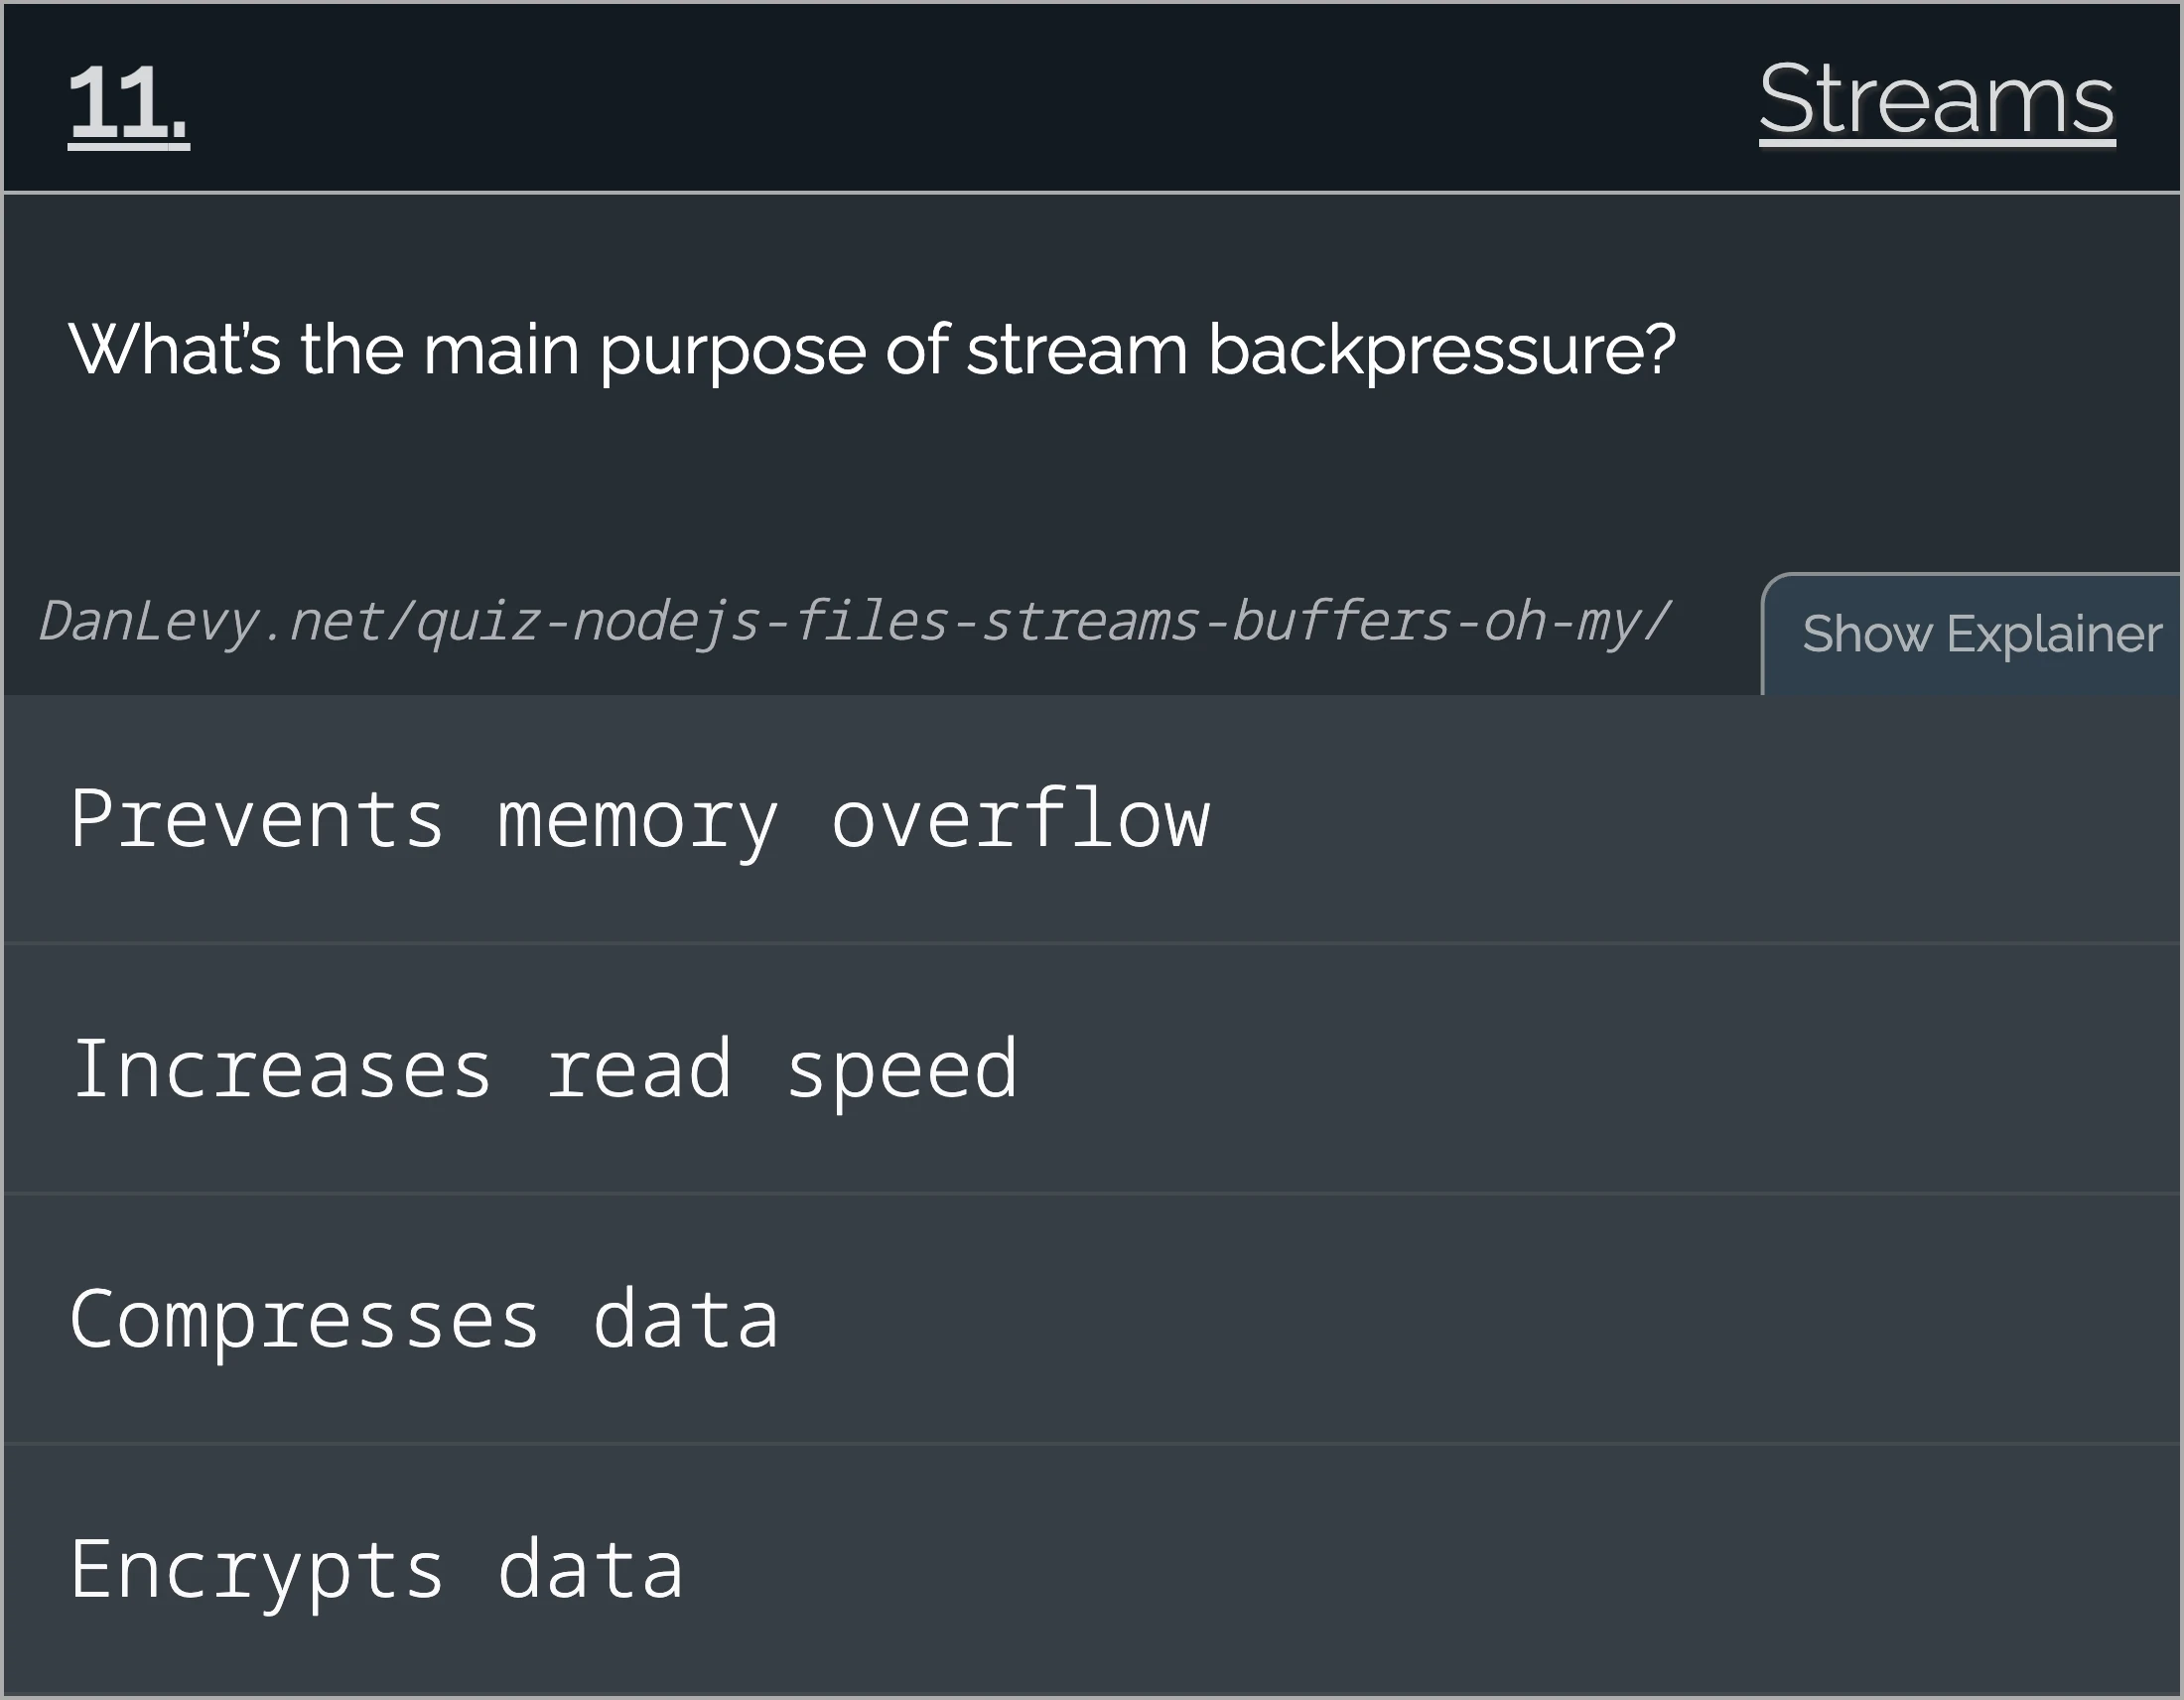 11.
Streams
What's the main purpose of stream backpressure?
DanLevy.net/quiz-nodejs-files-streams-buffers-oh-my/
Show Explainer
Prevents memory overflow
Increases read speed
Compresses data
Encrypts data